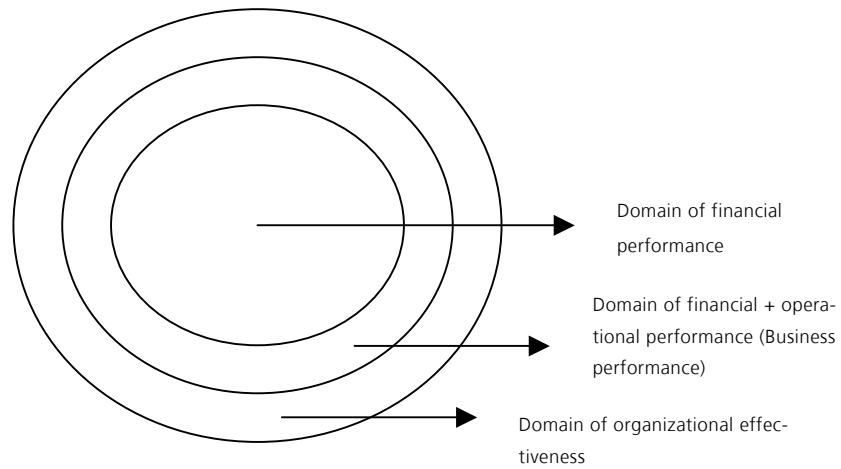 Domain of financial
performance
Domain of financial + opera-
tional performance (Business
performance)
Domain of organizational effec-
tiveness